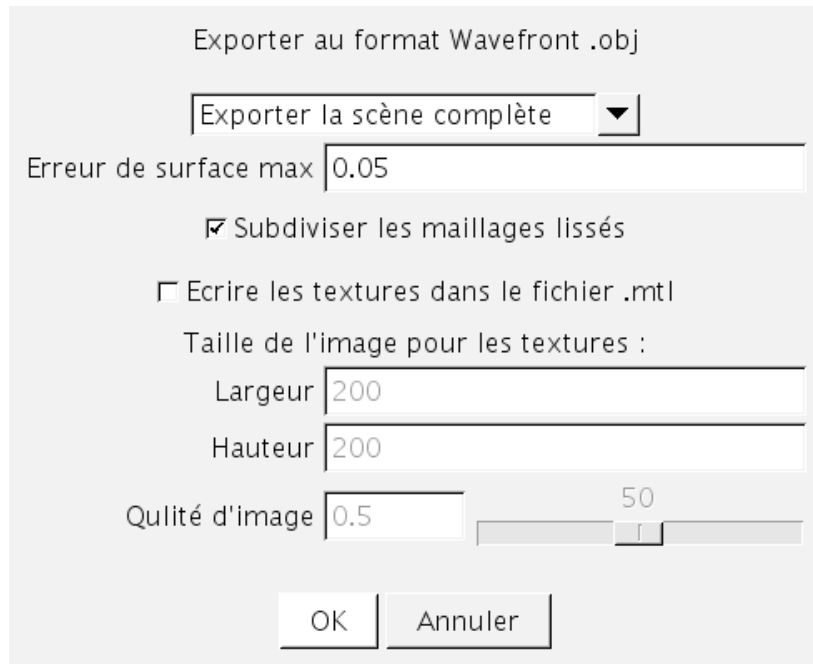 Exporter au format Wavefront .obj
Exporter la scène complète
Erreur de surface max 0.05
Subdiviser les maillages lissés
Ecrire les textures dans le fichier .mtl
Taille de l'image pour les textures :
Largeur 200
Hauteur 200
50
Qulité d'image 0.5
OK Annuler